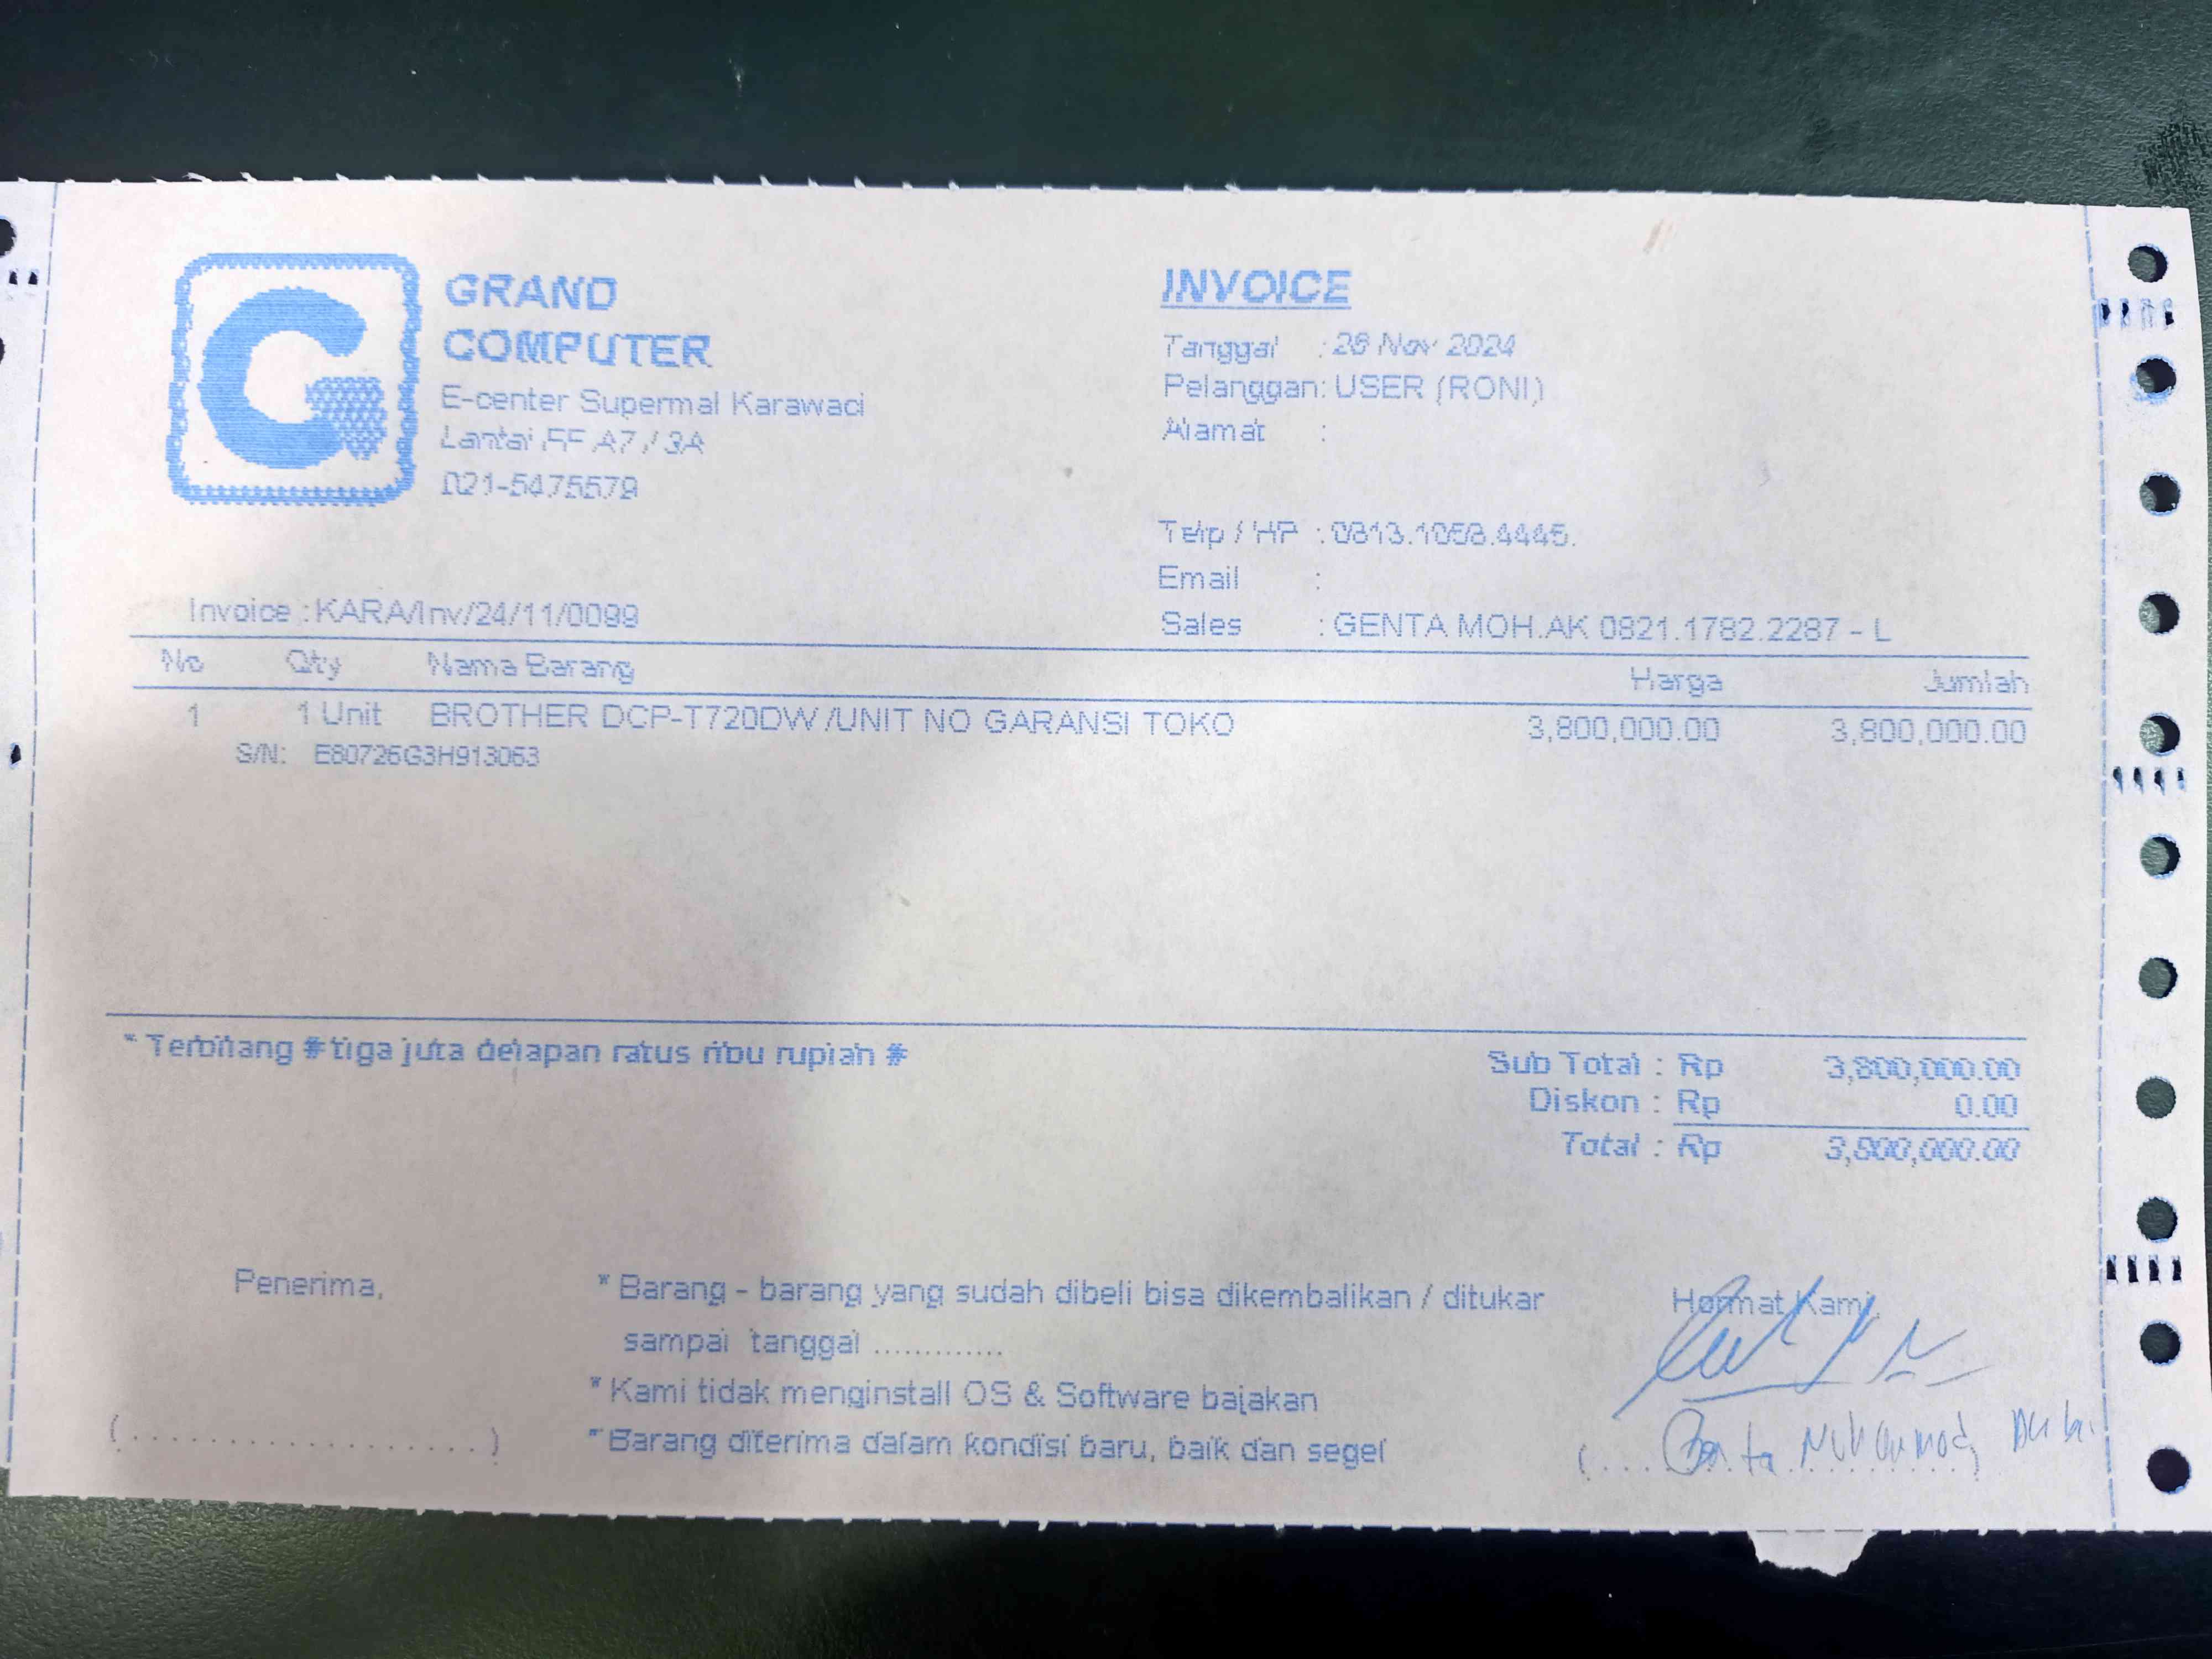 GRAND
COMPUTER
E-center Supermal Karawaci
Lantai FF A7 / 3A
021-5475579
INVOICE
Tanggal : 26 Nov 2024
Pelanggan: USER (RONI)
Alamat :
Telp / HP : 0813.1058.4445.
Email :
Sales : GENTA MOH.AK 0821.1782.2287 - L
Invoice : KARA/Inv/24/11/0099
No Qty Nama Barang Harga Jumlah
1 1 Unit BROTHER DCP-T720DW /UNIT NO GARANSI TOKO 3,800,000.00 3,800,000.00
S/N: E80726G3H913063
* Terbilang # tiga juta delapan ratus ribu rupiah #
Sub Total : Rp 3,800,000.00
Diskon : Rp 0.00
Total : Rp 3,800,000.00
Penerima,
* Barang - barang yang sudah dibeli bisa dikembalikan / ditukar
sampai tanggal .............
* Kami tidak menginstall OS & Software bajakan
* Barang diterima dalam kondisi baru, baik dan segel
(...................)
Hormat Kami,
Genta Muhammad